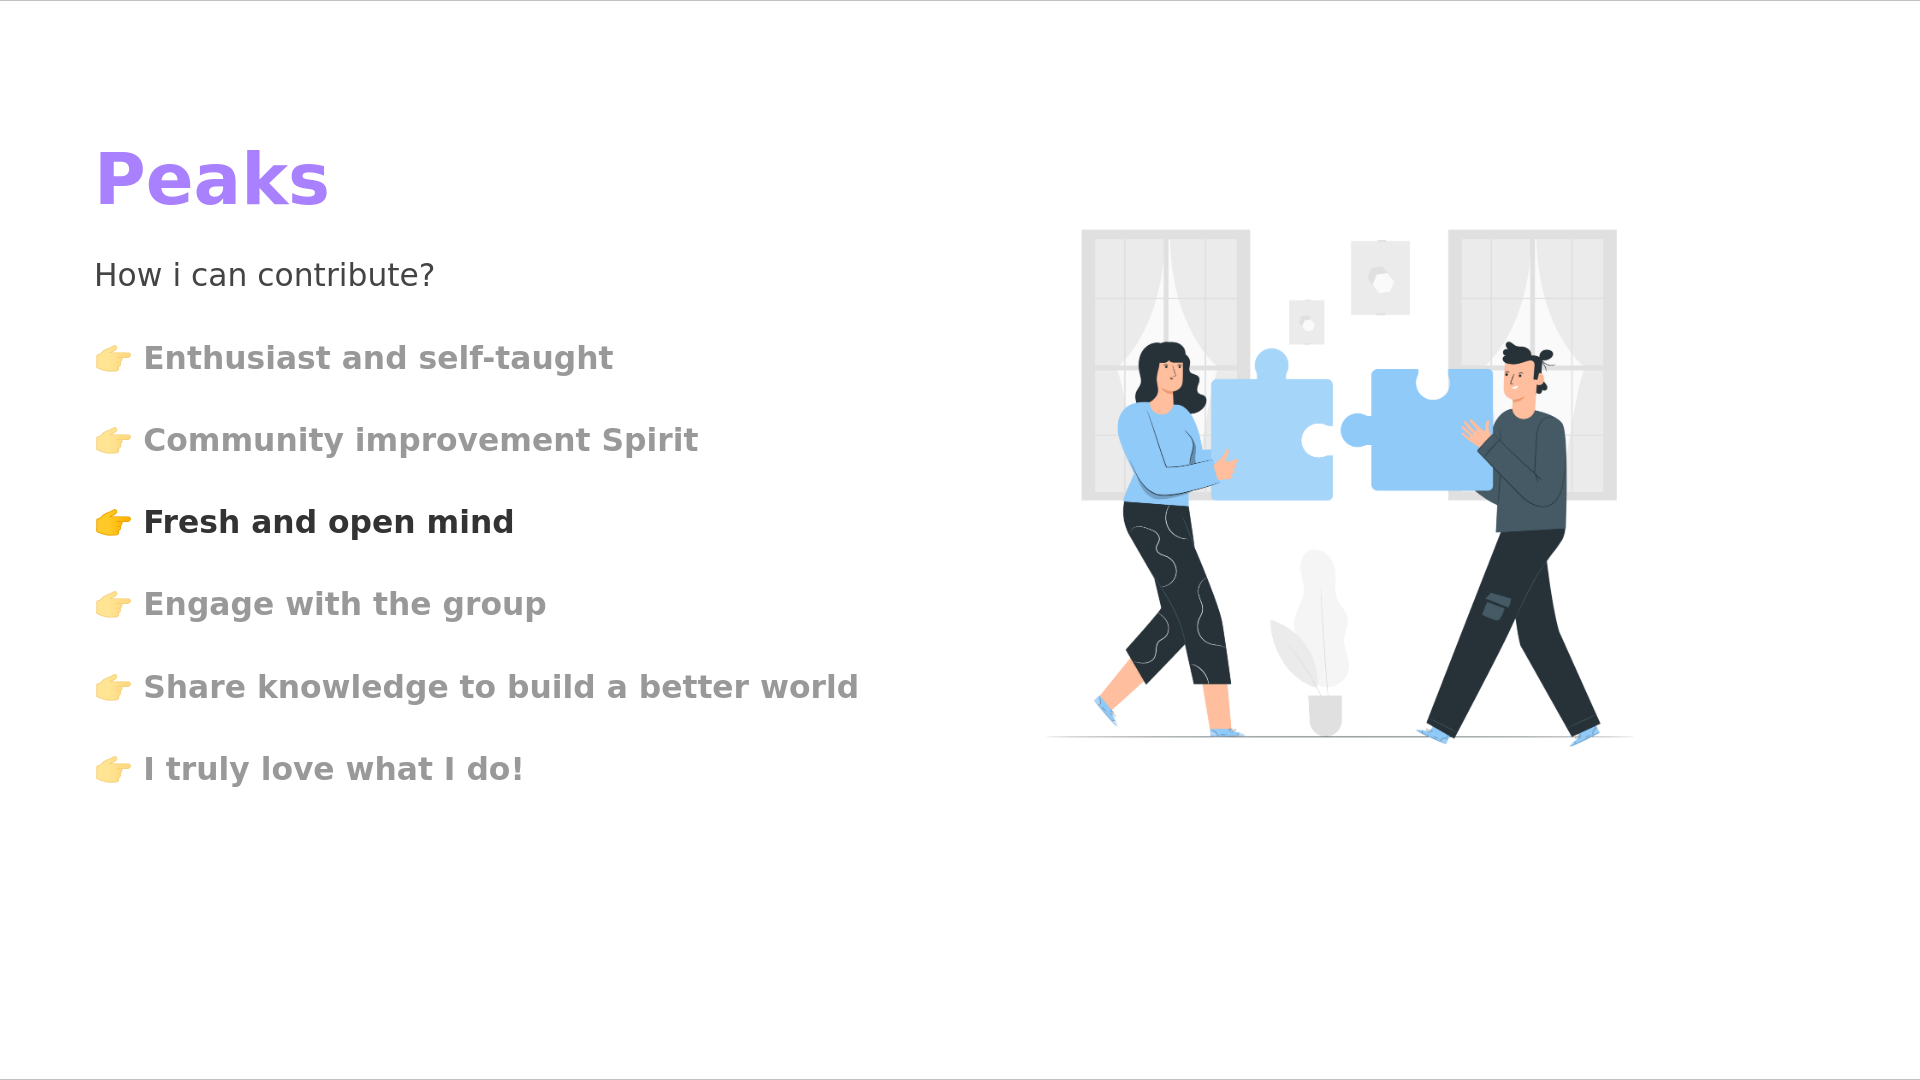 Peaks
How i can contribute?
👉 Enthusiast and self-taught
👉 Community improvement Spirit
👉 Fresh and open mind
👉 Engage with the group
👉 Share knowledge to build a better world
👉 I truly love what I do!